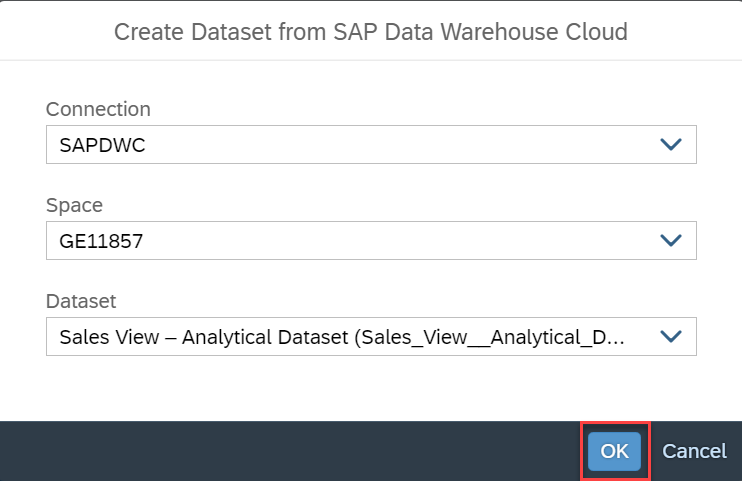 Create Dataset from SAP Data Warehouse Cloud
Connection
SAPDWC
Space
GE11857
Dataset
Sales View – Analytical Dataset (Sales_View__Analytical_D...
OK Cancel